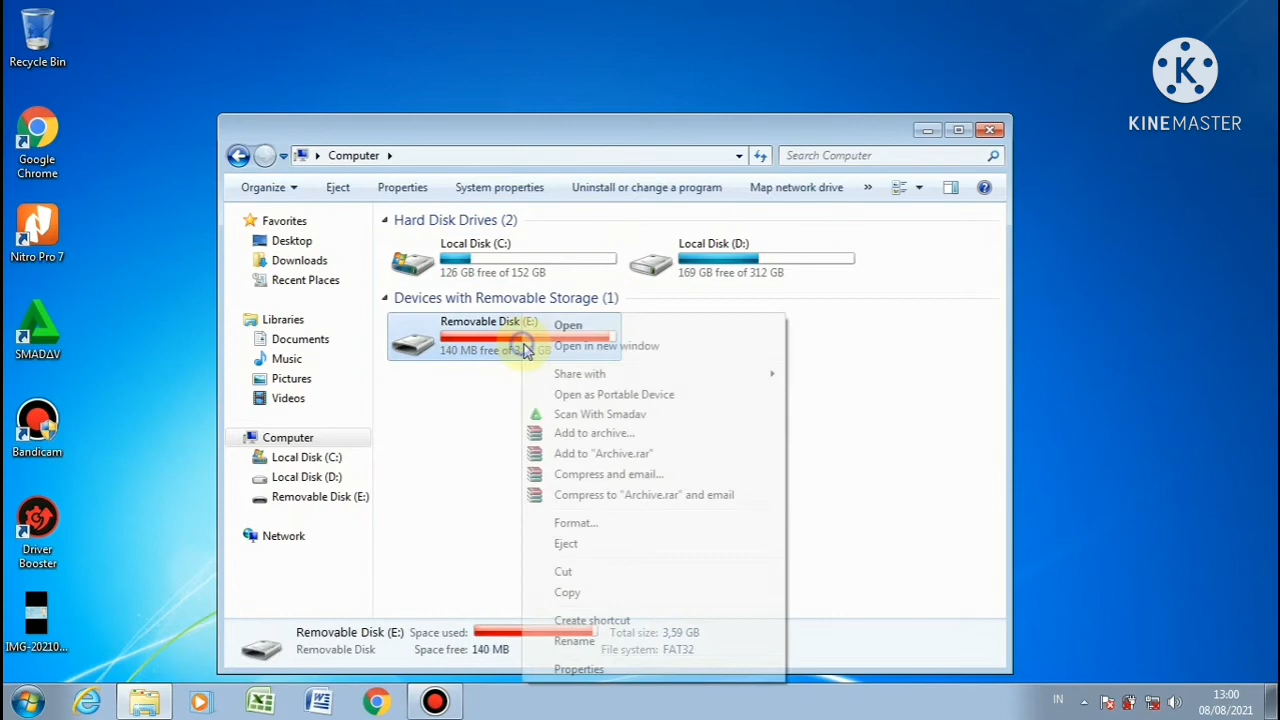 Recycle Bin
Google
Chrome
Nitro Pro 7
SMADΔV
Bandicam
Driver
Booster
IMG-20210...
K
KINEMASTER
Computer
Search Computer
Organize
Eject
Properties
System properties
Uninstall or change a program
Map network drive
»
Favorites
Desktop
Downloads
Recent Places
Libraries
Documents
Music
Pictures
Videos
Computer
Local Disk (C:)
Local Disk (D:)
Removable Disk (E:)
Network
Hard Disk Drives (2)
Local Disk (C:)
126 GB free of 152 GB
Local Disk (D:)
169 GB free of 312 GB
Devices with Removable Storage (1)
Removable Disk (E:)
140 MB free of GB
Open
Open in new window
Share with
Open as Portable Device
Scan With Smadav
Add to archive...
Add to "Archive.rar"
Compress and email...
Compress to "Archive.rar" and email
Format...
Eject
Cut
Copy
Create shortcut
Rename
Properties
Removable Disk (E:) Space used: Total size: 3,59 GB
Removable Disk Space free: 140 MB File system: FAT32
IN
13:00
08/08/2021